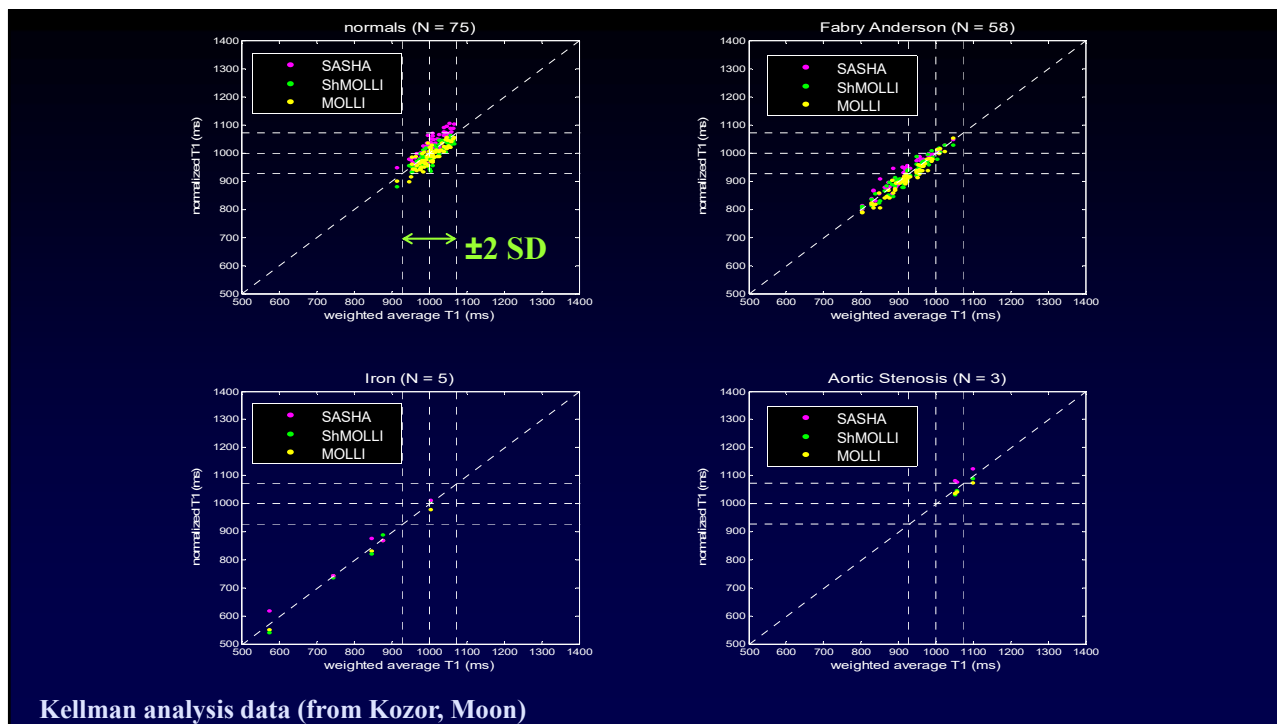 normals (N = 75)
1400
1300
1200
1100
1000
900
800
700
600
500
normalized T1 (ms)
SASHA
ShMOLLI
MOLLI
±2 SD
500 600 700 800 900 1000 1100 1200 1300 1400
weighted average T1 (ms)
Fabry Anderson (N = 58)
1400
1300
1200
1100
1000
900
800
700
600
500
normalized T1 (ms)
SASHA
ShMOLLI
MOLLI
500 600 700 800 900 1000 1100 1200 1300 1400
weighted average T1 (ms)
Iron (N = 5)
1400
1300
1200
1100
1000
900
800
700
600
500
normalized T1 (ms)
SASHA
ShMOLLI
MOLLI
500 600 700 800 900 1000 1100 1200 1300 1400
weighted average T1 (ms)
Aortic Stenosis (N = 3)
1400
1300
1200
1100
1000
900
800
700
600
500
normalized T1 (ms)
SASHA
ShMOLLI
MOLLI
500 600 700 800 900 1000 1100 1200 1300 1400
weighted average T1 (ms)
Kellman analysis data (from Kozor, Moon)